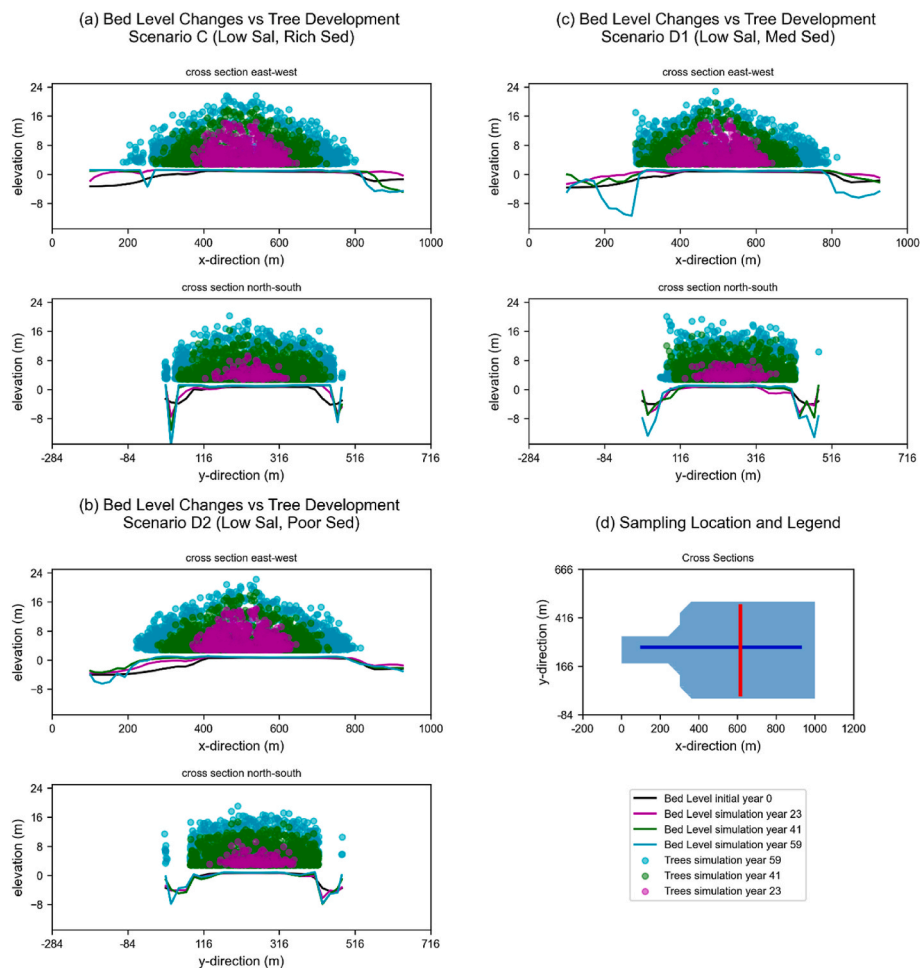 (a) Bed Level Changes vs Tree Development
Scenario C (Low Sal, Rich Sed)
cross section east-west
24
16
8
0
−8
elevation (m)
0
200
400
600
800
1000
x-direction (m)
cross section north-south
24
16
8
0
−8
elevation (m)
-284
-84
116
316
516
716
y-direction (m)
(c) Bed Level Changes vs Tree Development
Scenario D1 (Low Sal, Med Sed)
cross section east-west
24
16
8
0
−8
elevation (m)
0
200
400
600
800
1000
x-direction (m)
cross section north-south
24
16
8
0
−8
elevation (m)
-284
-84
116
316
516
716
y-direction (m)
(b) Bed Level Changes vs Tree Development
Scenario D2 (Low Sal, Poor Sed)
cross section east-west
24
16
8
0
−8
elevation (m)
0
200
400
600
800
1000
x-direction (m)
cross section north-south
24
16
8
0
−8
elevation (m)
-284
-84
116
316
516
716
y-direction (m)
(d) Sampling Location and Legend
Cross Sections
666
416
166
-84
y-direction (m)
-200
0
200
400
600
800
1000
1200
x-direction (m)
Bed Level initial year 0
Bed Level simulation year 23
Bed Level simulation year 41
Bed Level simulation year 59
Trees simulation year 59
Trees simulation year 41
Trees simulation year 23